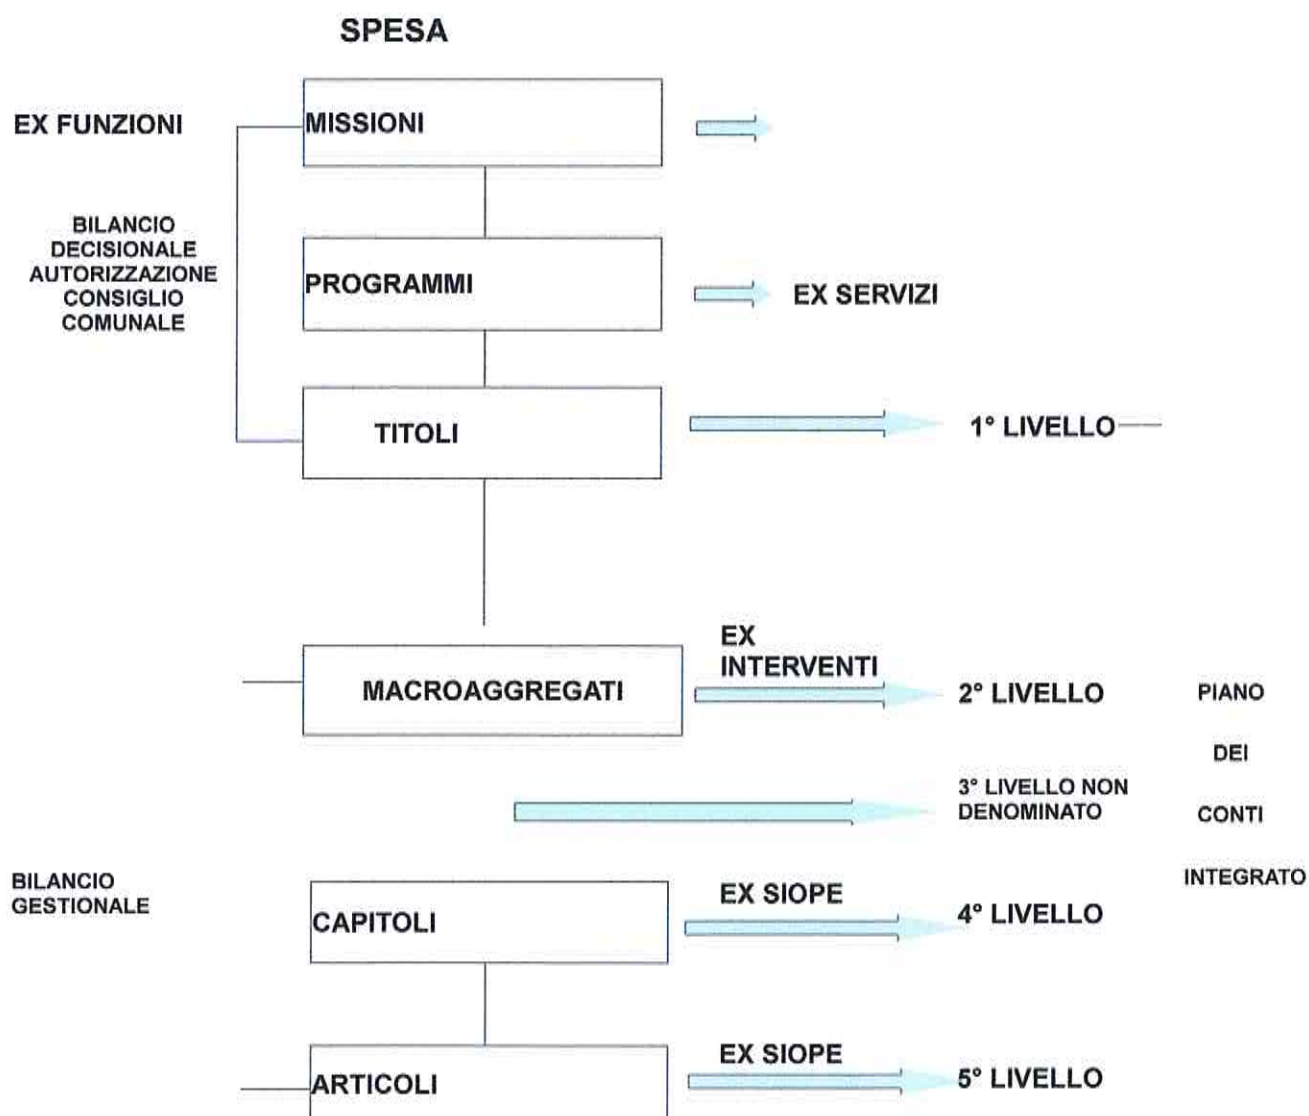 SPESA
EX FUNZIONI
MISSIONI
BILANCIO
DECISIONALE
AUTORIZZAZIONE
CONSIGLIO
COMUNALE
PROGRAMMI
EX SERVIZI
TITOLI
1° LIVELLO
EX
INTERVENTI
MACROAGGREGATI
2° LIVELLO
PIANO
DEI
CONTI
INTEGRATO
3° LIVELLO NON
DENOMINATO
BILANCIO
GESTIONALE
CAPITOLI
EX SIOPE
4° LIVELLO
ARTICOLI
EX SIOPE
5° LIVELLO